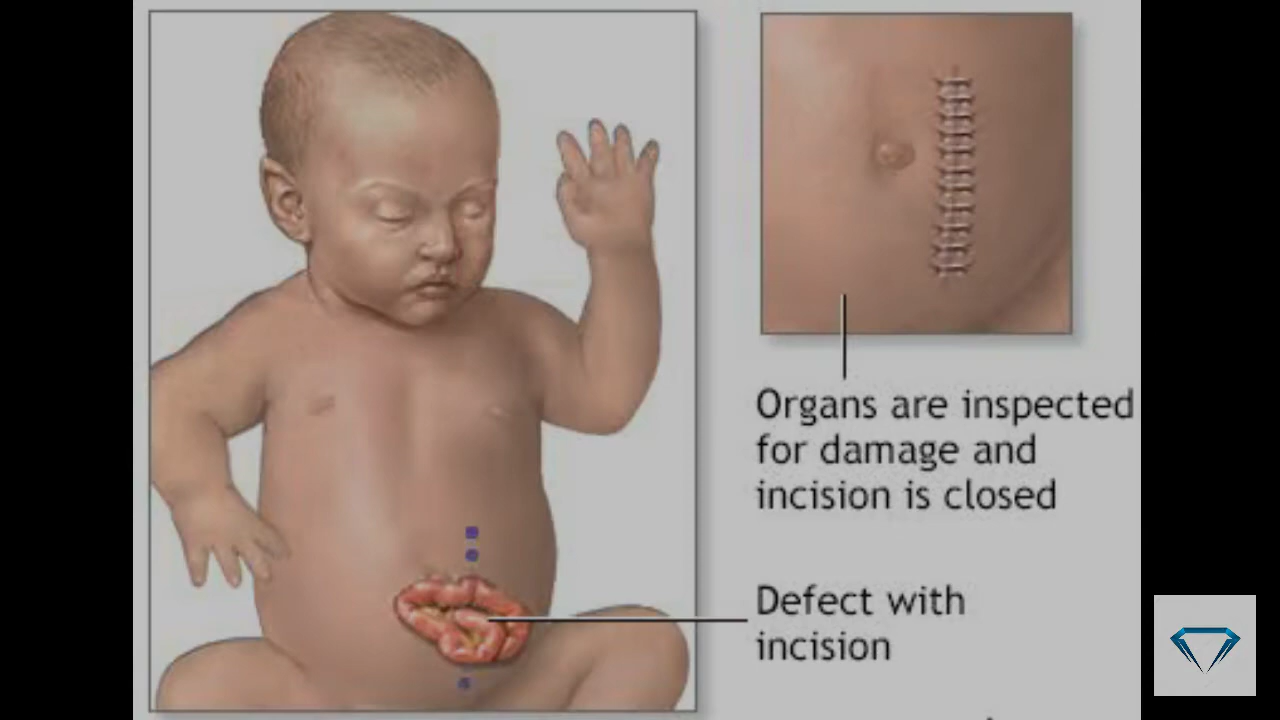 Organs are inspected
for damage and
incision is closed
Defect with
incision